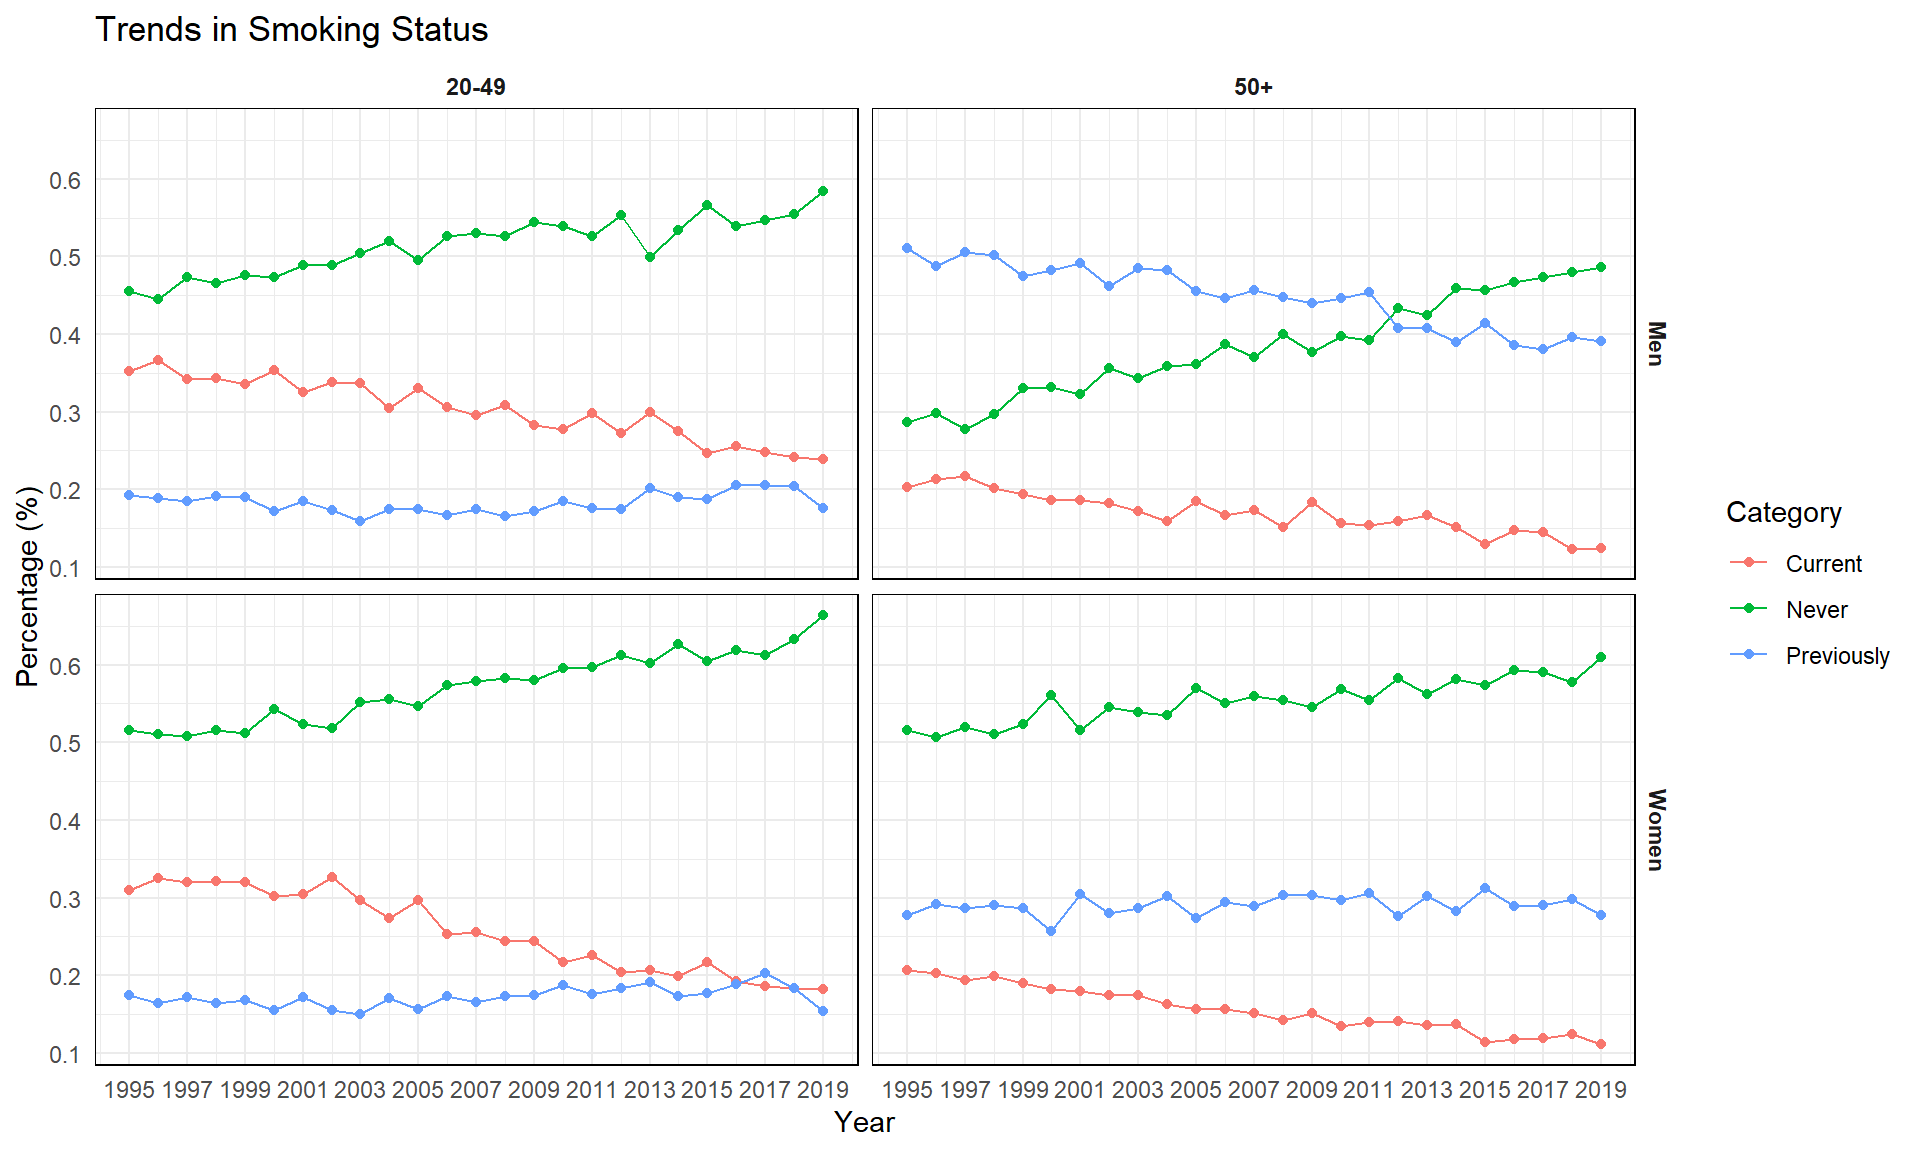 Trends in Smoking Status
20-49
50+
0.6
0.5
0.4
0.3
0.2
0.1
Men
0.6
0.5
0.4
0.3
0.2
0.1
Women
Percentage (%)
1995 1997 1999 2001 2003 2005 2007 2009 2011 2013 2015 2017 2019
1995 1997 1999 2001 2003 2005 2007 2009 2011 2013 2015 2017 2019
Year
Category
Current
Never
Previously